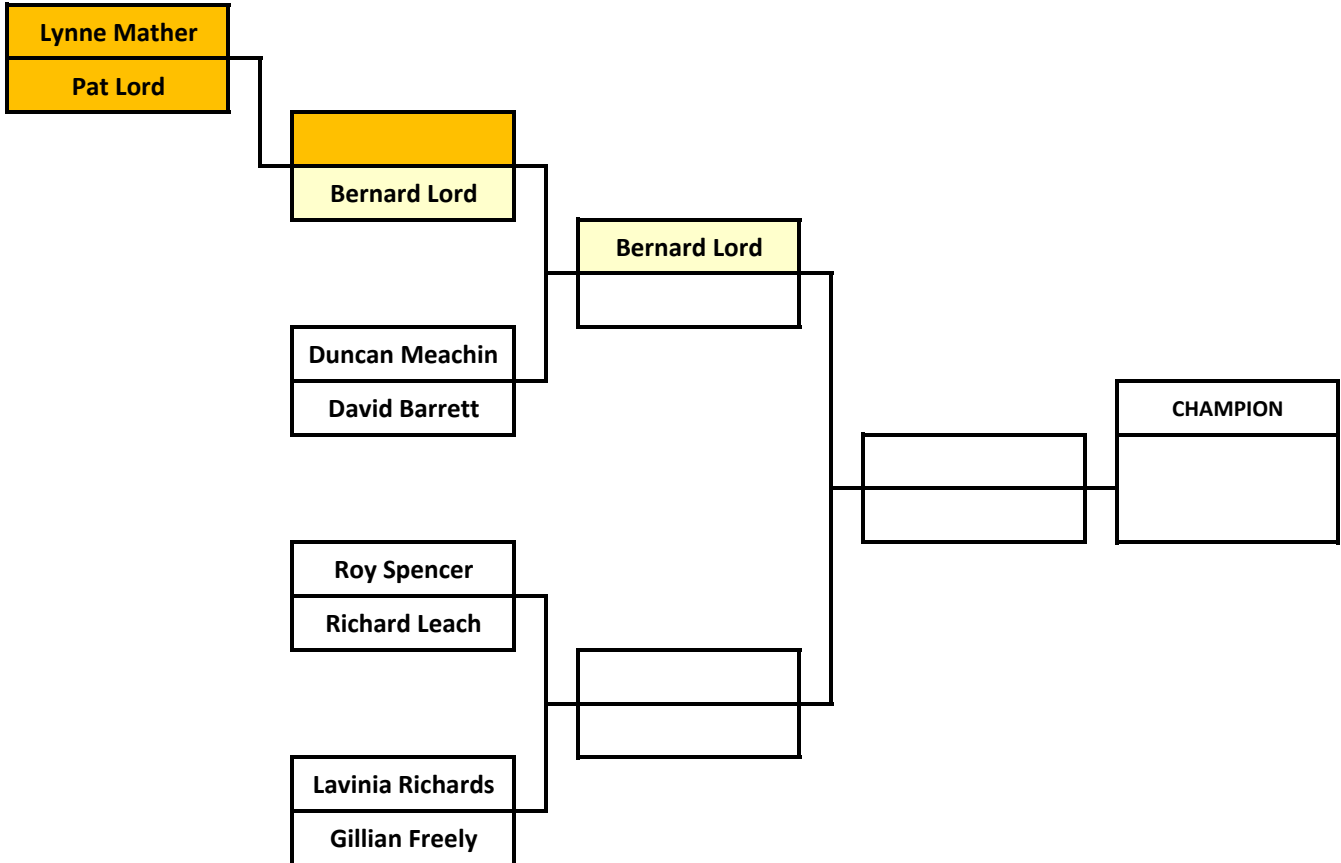 Lynne Mather
Pat Lord
Bernard Lord
Bernard Lord
Duncan Meachin
David Barrett
CHAMPION
Roy Spencer
Richard Leach
Lavinia Richards
Gillian Freely